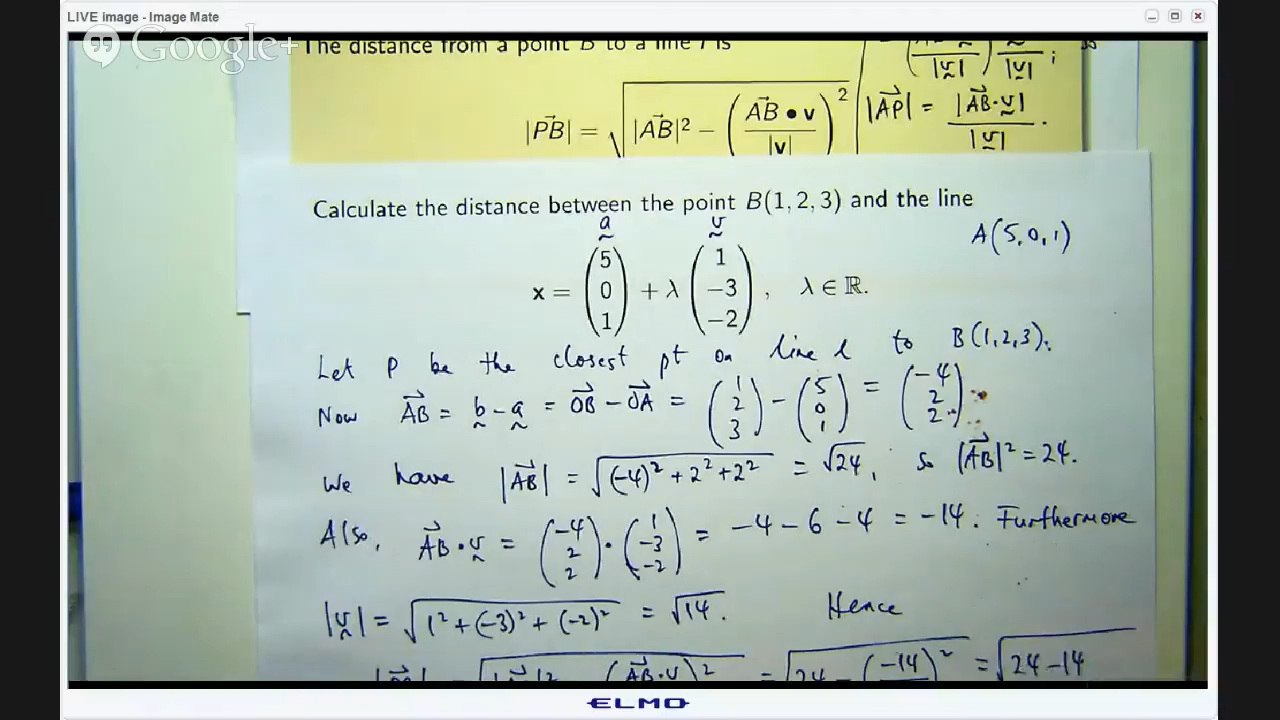 LIVE image - Image Mate
Google+
The distance from a point B to a line l is
|PB⃗| = √(|AB⃗|² − (AB⃗ • v / |v|)²)
|v| |v| ;
|AP⃗| = |AB⃗ · v| / |v| .
Calculate the distance between the point B(1, 2, 3) and the line
a v
A(5,0,1)
x = (5 0 1) + λ (1 −3 −2), λ ∈ ℝ.
Let P be the closest pt on line l to B(1,2,3).
Now AB⃗ = b − a = OB⃗ − OA⃗ = (1 2 3) − (5 0 1) = (−4 2 2).
We have |AB⃗| = √((−4)² + 2² + 2²) = √24, so |AB⃗|² = 24.
Also, AB⃗ · v = (−4 2 2) · (1 −3 −2) = −4 − 6 − 4 = −14. Furthermore
|v| = √(1² + (−3)² + (−2)²) = √14. Hence
(AB⃗ · v)² = √(24 − (−14)²) = √(24 − 14)
ELMO